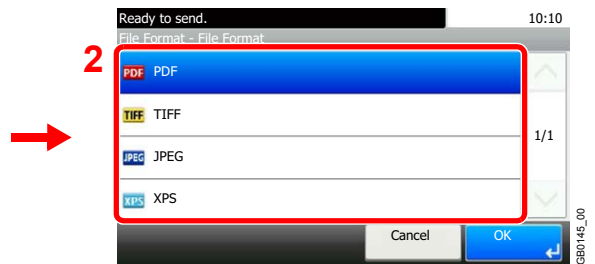 Ready to send. 10:10
File Format - File Format
2
PDF PDF
TIFF TIFF
1/1
JPEG JPEG
XPS XPS
Cancel OK
GB0145_00